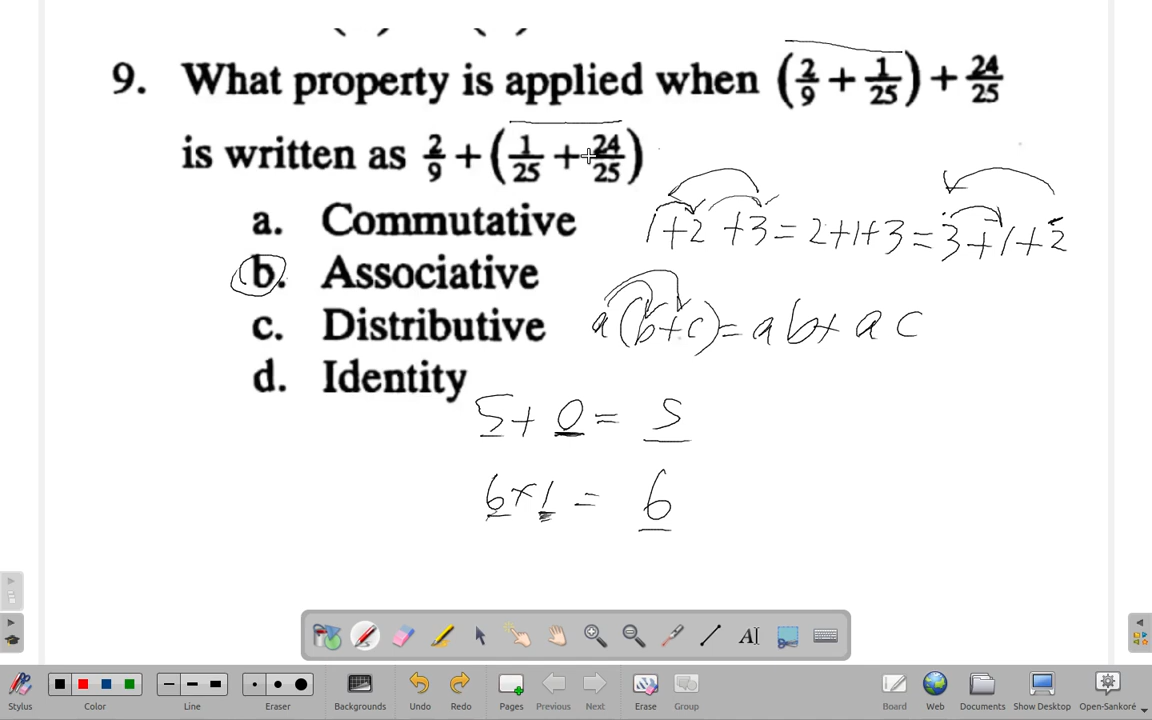 9. What property is applied when (2/9 + 1/25) + 24/25
is written as 2/9 + (1/25 + 24/25)
a. Commutative
1+2+3=2+1+3=3+1+2
b. Associative
c. Distributive
a(b+c)=ab+ac
d. Identity
5+0=5
6×1=6
AI
Stylus Color Line Eraser Backgrounds Undo Redo Pages Previous Next Erase Group Board Web Documents Show Desktop Open-Sankoré